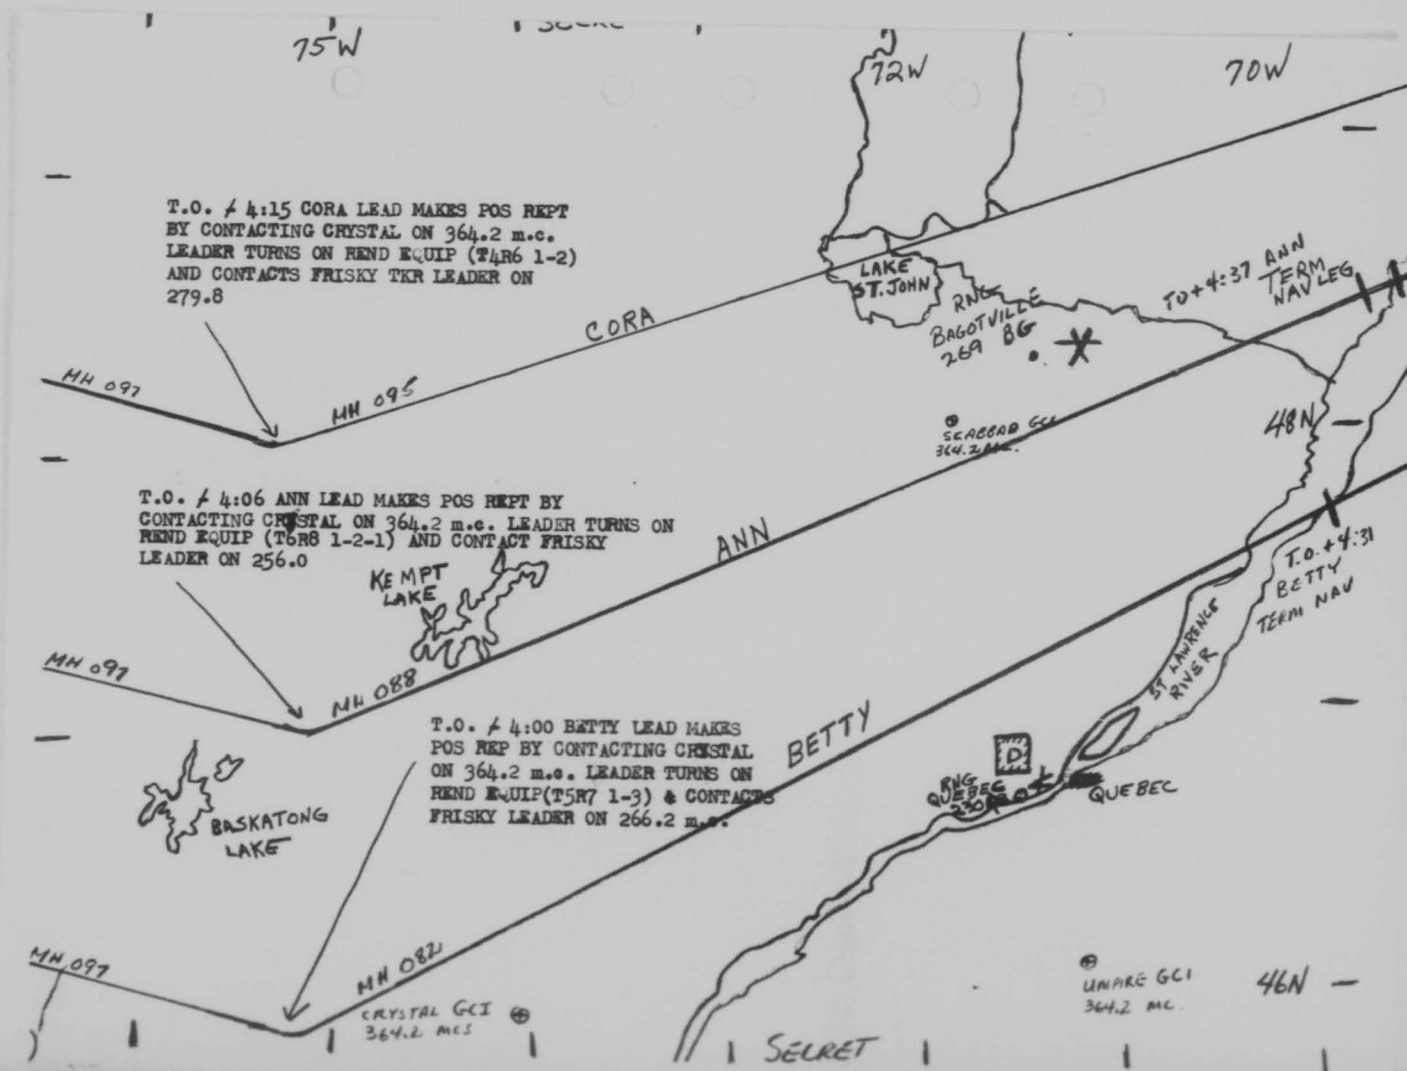 75W
72W
70W
T.O. / 4:15 CORA LEAD MAKES POS REPT
BY CONTACTING CRYSTAL ON 364.2 m.c.
LEADER TURNS ON REND EQUIP (T4R6 1-2)
AND CONTACTS FRISKY TKR LEADER ON
279.8
LAKE
ST. JOHN
RNG
BAGOTVILLE
269 BG
TO+4:37 ANN
TERM
NAV LEG
CORA
MH 097
MH 095
48N
SCABBAD GCI
364.2 MC.
T.O. / 4:06 ANN LEAD MAKES POS REPT BY
CONTACTING CRYSTAL ON 364.2 m.c. LEADER TURNS ON
REND EQUIP (T6R8 1-2-1) AND CONTACT FRISKY
LEADER ON 256.0
ANN
KEMPT
LAKE
T.O.+4:31
BETTY
TERM NAV
ST LAWRENCE
RIVER
MH 097
MH 088
T.O. / 4:00 BETTY LEAD MAKES
POS REP BY CONTACTING CRYSTAL
ON 364.2 m.c. LEADER TURNS ON
REND EQUIP(T5R7 1-3) & CONTACTS
FRISKY LEADER ON 266.2 m.c.
BETTY
D
RNG
QUEBEC
230
QUEBEC
BASKATONG
LAKE
MH 097
MH 082
CRYSTAL GCI
364.2 MCS
UMPIRE GCI
364.2 MC.
46N
SECRET